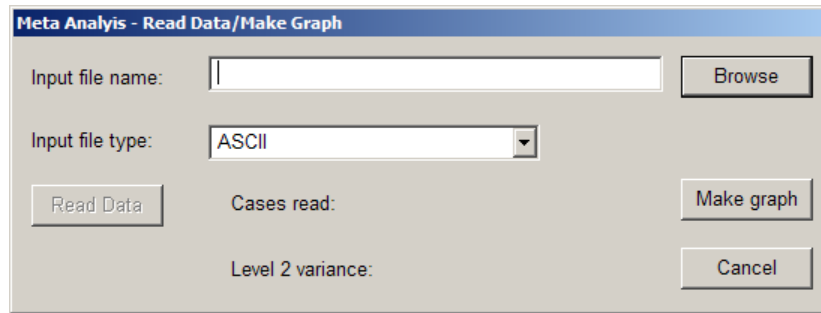 Meta Analyis - Read Data/Make Graph
Input file name:
Browse
Input file type:
ASCII
Read Data
Cases read:
Make graph
Level 2 variance:
Cancel